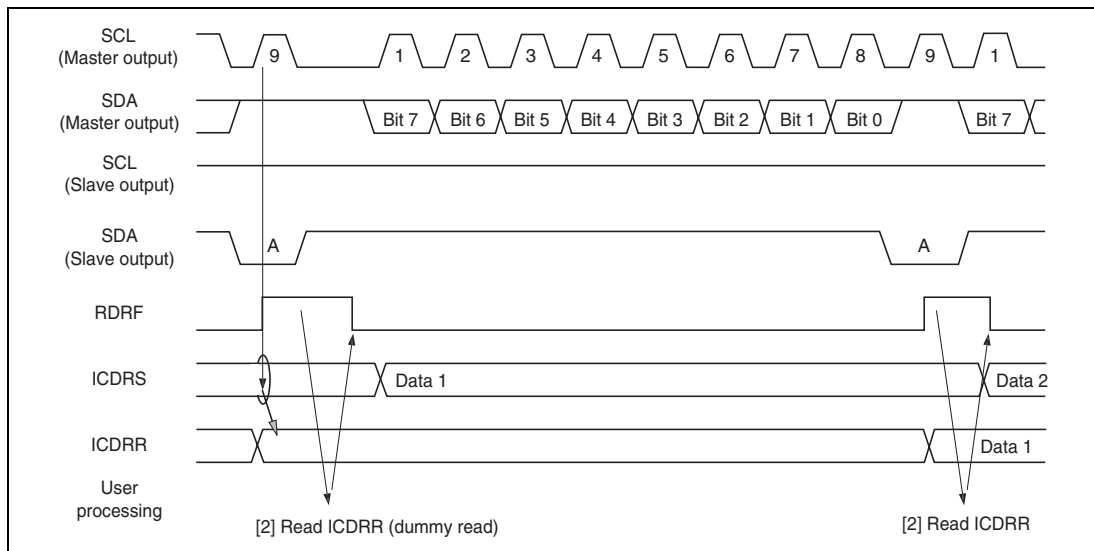 SCL
(Master output)
9 1 2 3 4 5 6 7 8 9 1
SDA
(Master output)
Bit 7 Bit 6 Bit 5 Bit 4 Bit 3 Bit 2 Bit 1 Bit 0 Bit 7
SCL
(Slave output)
SDA
(Slave output)
A A
RDRF
ICDRS
Data 1 Data 2
ICDRR
Data 1
User
processing
[2] Read ICDRR (dummy read) [2] Read ICDRR